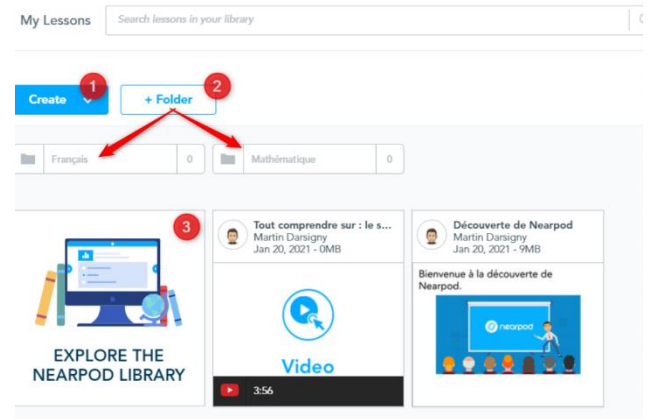 My Lessons
Search lessons in your library
Create
1
+ Folder
2
Français
0
Mathématique
0
3
EXPLORE THE
NEARPOD LIBRARY
Tout comprendre sur : le s...
Martin Darsigny
Jan 20, 2021 - 0MB
Video
3:56
Découverte de Nearpod
Martin Darsigny
Jan 20, 2021 - 9MB
Bienvenue à la découverte de
Nearpod.
nearpod